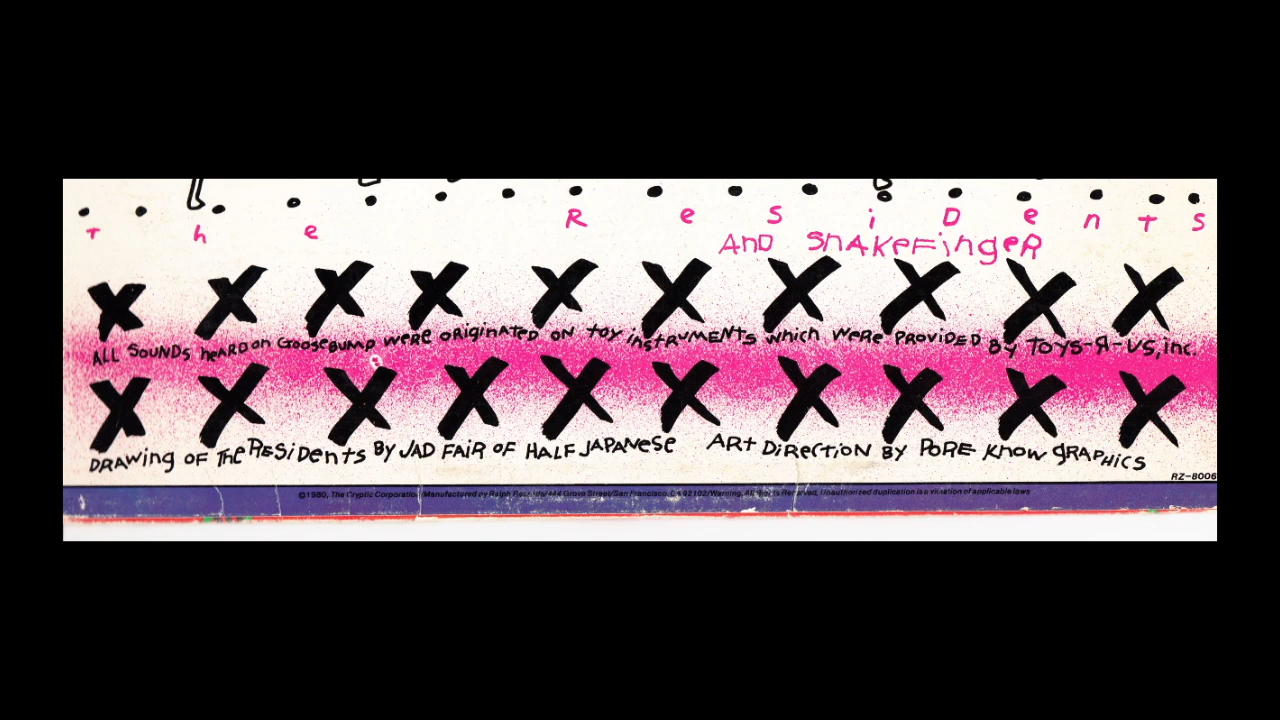 The ResiDents
AnD SnAKeFingeR
X X X X X X X X X X
ALL SOUNDS heARD on GooseBUMP weRE ORiginATeD ON toy insTRUMENTs which WeRe PROViDED By Toys-Я-Us, inc.
X X X X X X X X X X
DRAWing OF The RESiDents By JAD FAiR OF HALF JAPANese ART DiRecTiON By PORE Know gRAPHiCS
RZ-8006
©1980, The Cryptic Corporation/Manufactured by Ralph Records/444 Grove Street/San Francisco, CA 94102/Warning, All Rights Reserved, Unauthorized duplication is a violation of applicable laws